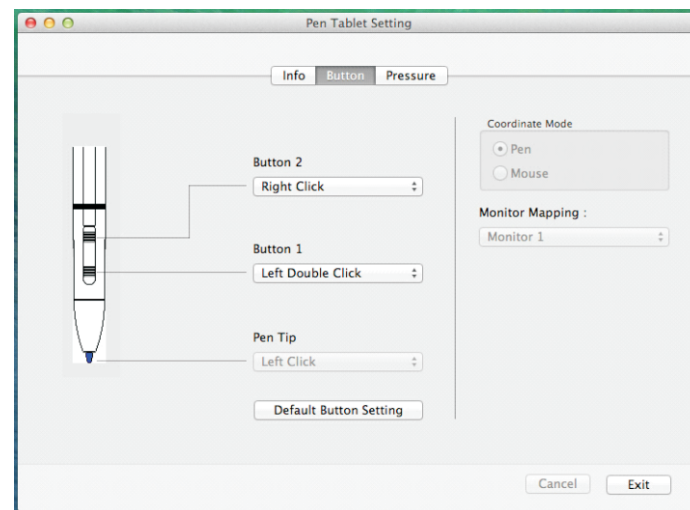 Pen Tablet Setting
Info Button Pressure
Button 2
Right Click
Button 1
Left Double Click
Pen Tip
Left Click
Default Button Setting
Coordinate Mode
Pen
Mouse
Monitor Mapping :
Monitor 1
Cancel Exit